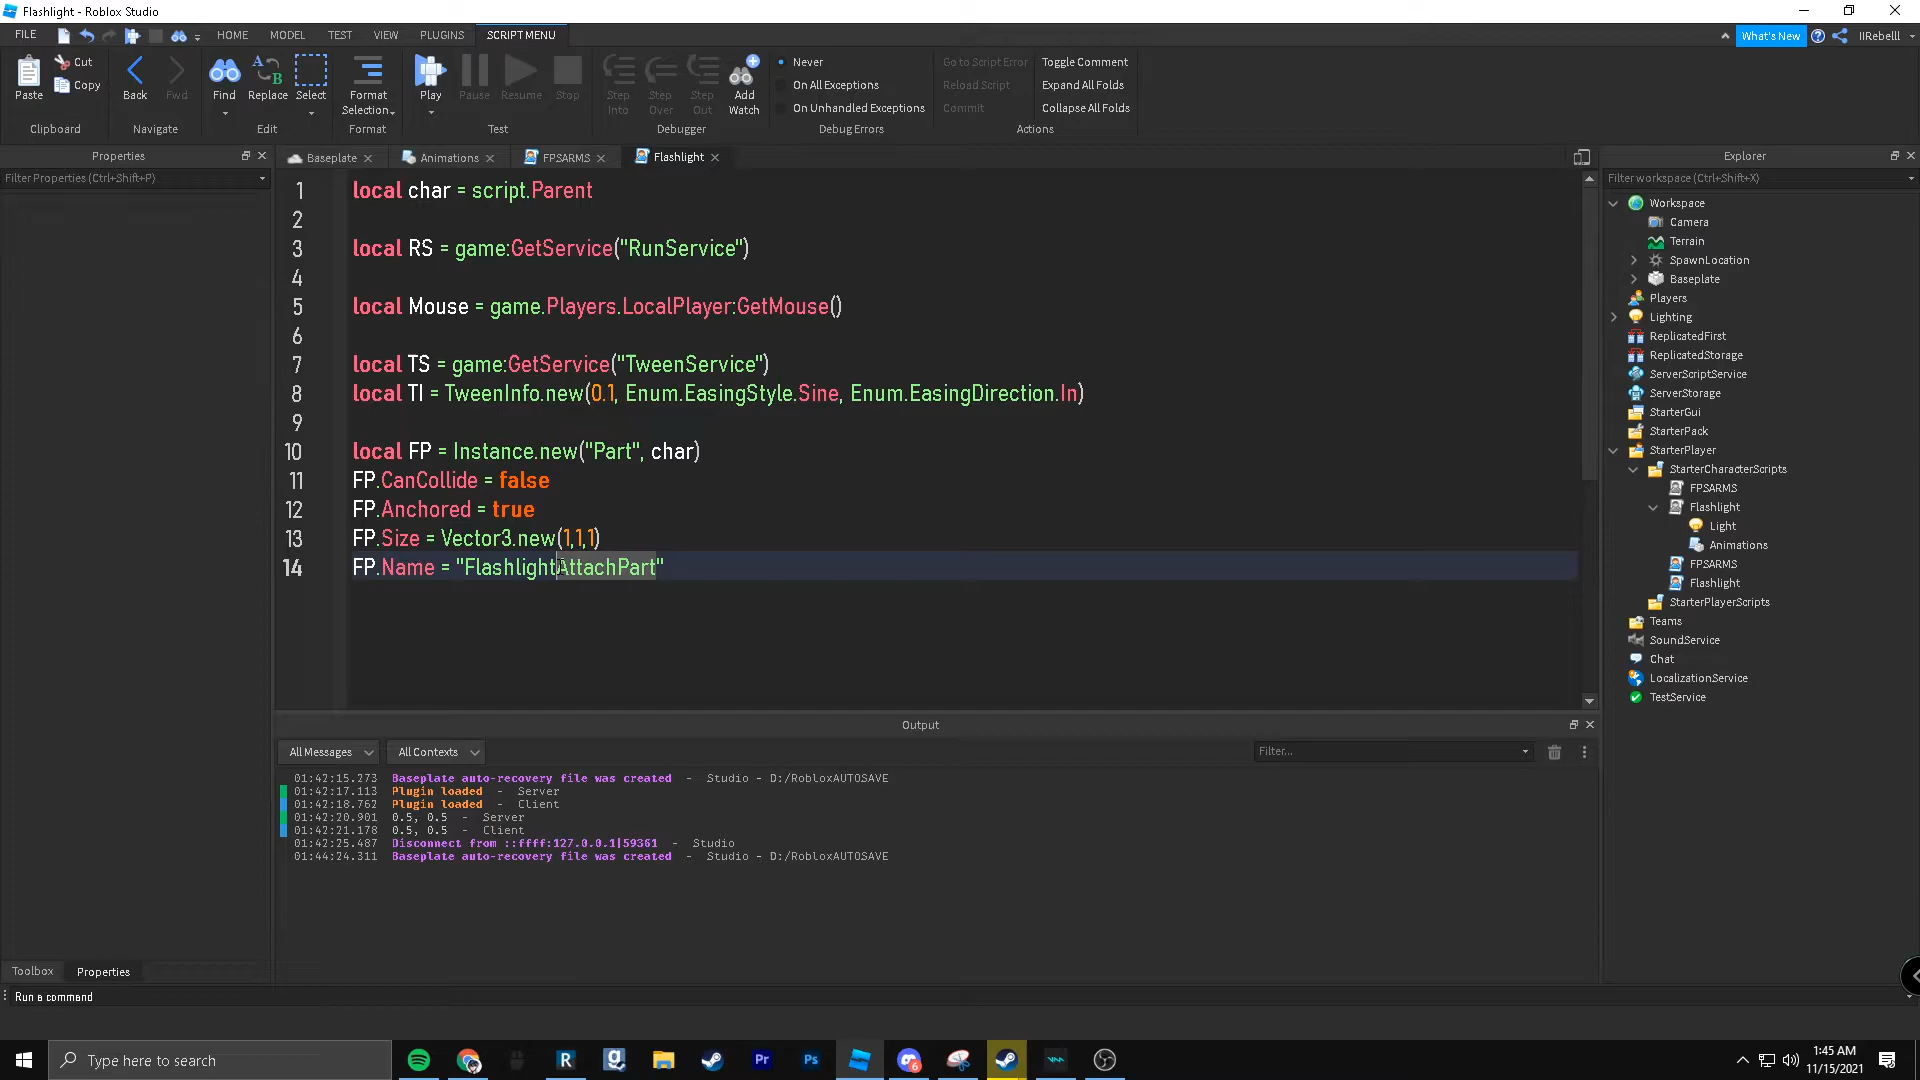 Flashlight - Roblox Studio
FILE
HOME
MODEL
TEST
VIEW
PLUGINS
SCRIPT MENU
What's New
IIRebelll
Paste
Cut
Copy
Clipboard
Back
Fwd
Navigate
Find
Replace
Select
Edit
Format
Selection
Format
Play
Pause
Resume
Stop
Test
Step
Into
Step
Over
Step
Out
Add
Watch
Debugger
Never
On All Exceptions
On Unhandled Exceptions
Debug Errors
Go to Script Error
Reload Script
Commit
Toggle Comment
Expand All Folds
Collapse All Folds
Actions
Properties
Filter Properties (Ctrl+Shift+P)
Baseplate
Animations
FPSARMS
Flashlight
1 local char = script.Parent
2
3 local RS = game:GetService("RunService")
4
5 local Mouse = game.Players.LocalPlayer:GetMouse()
6
7 local TS = game:GetService("TweenService")
8 local TI = TweenInfo.new(0.1, Enum.EasingStyle.Sine, Enum.EasingDirection.In)
9
10 local FP = Instance.new("Part", char)
11 FP.CanCollide = false
12 FP.Anchored = true
13 FP.Size = Vector3.new(1,1,1)
14 FP.Name = "FlashlightAttachPart"
Explorer
Filter workspace (Ctrl+Shift+X)
Workspace
Camera
Terrain
SpawnLocation
Baseplate
Players
Lighting
ReplicatedFirst
ReplicatedStorage
ServerScriptService
ServerStorage
StarterGui
StarterPack
StarterPlayer
StarterCharacterScripts
FPSARMS
Flashlight
Light
Animations
FPSARMS
Flashlight
StarterPlayerScripts
Teams
SoundService
Chat
LocalizationService
TestService
Output
All Messages
All Contexts
Filter...
01:42:15.273 Baseplate auto-recovery file was created - Studio - D:/RobloxAUTOSAVE
01:42:17.113 Plugin loaded - Server
01:42:18.762 Plugin loaded - Client
01:42:20.901 0.5, 0.5 - Server
01:42:21.178 0.5, 0.5 - Client
01:42:25.487 Disconnect from ::ffff:127.0.0.1|59361 - Studio
01:44:24.311 Baseplate auto-recovery file was created - Studio - D:/RobloxAUTOSAVE
Toolbox
Properties
Run a command
Type here to search
R
Pr
Ps
1:45 AM
11/15/2021